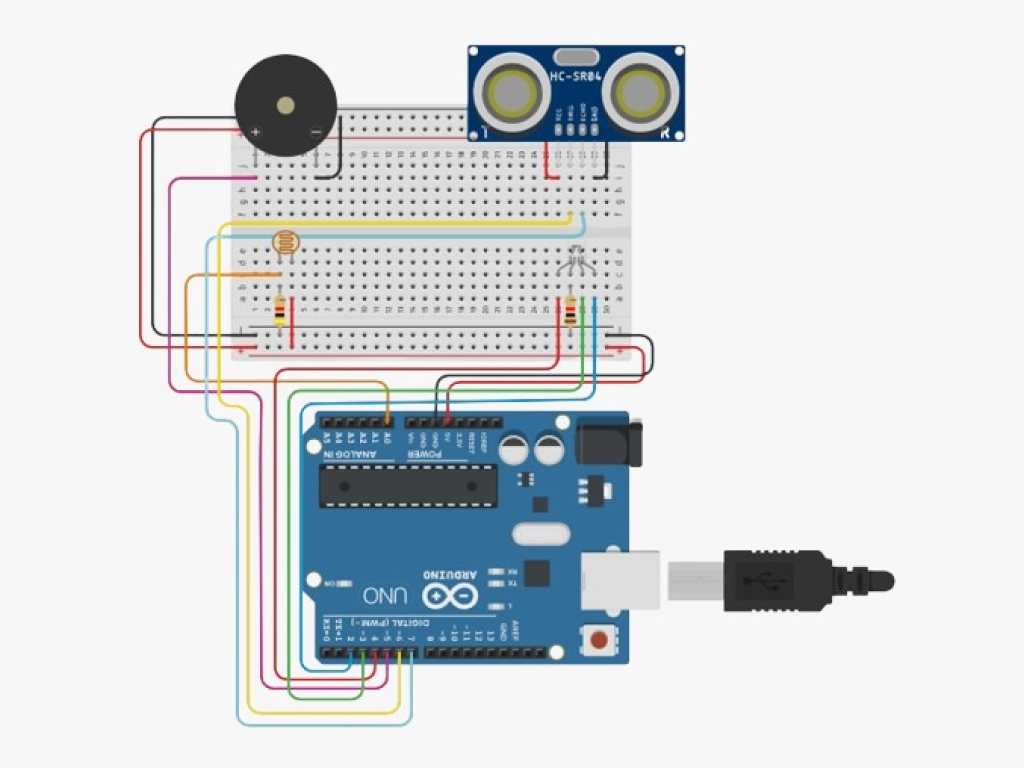 HC-SR04
VCC
TRIG
ECHO
GND
T
R
+
−
A5
A4
A3
A2
A1
A0
Vin
GND
GND
5V
3.3V
RESET
IOREF
ANALOG IN
POWER
ON
UNO
ARDUINO
RX
TX
L
DIGITAL (PWM~)
RX←0
TX→1
2
~3
4
~5
~6
7
8
~9
~10
~11
12
13
GND
AREF